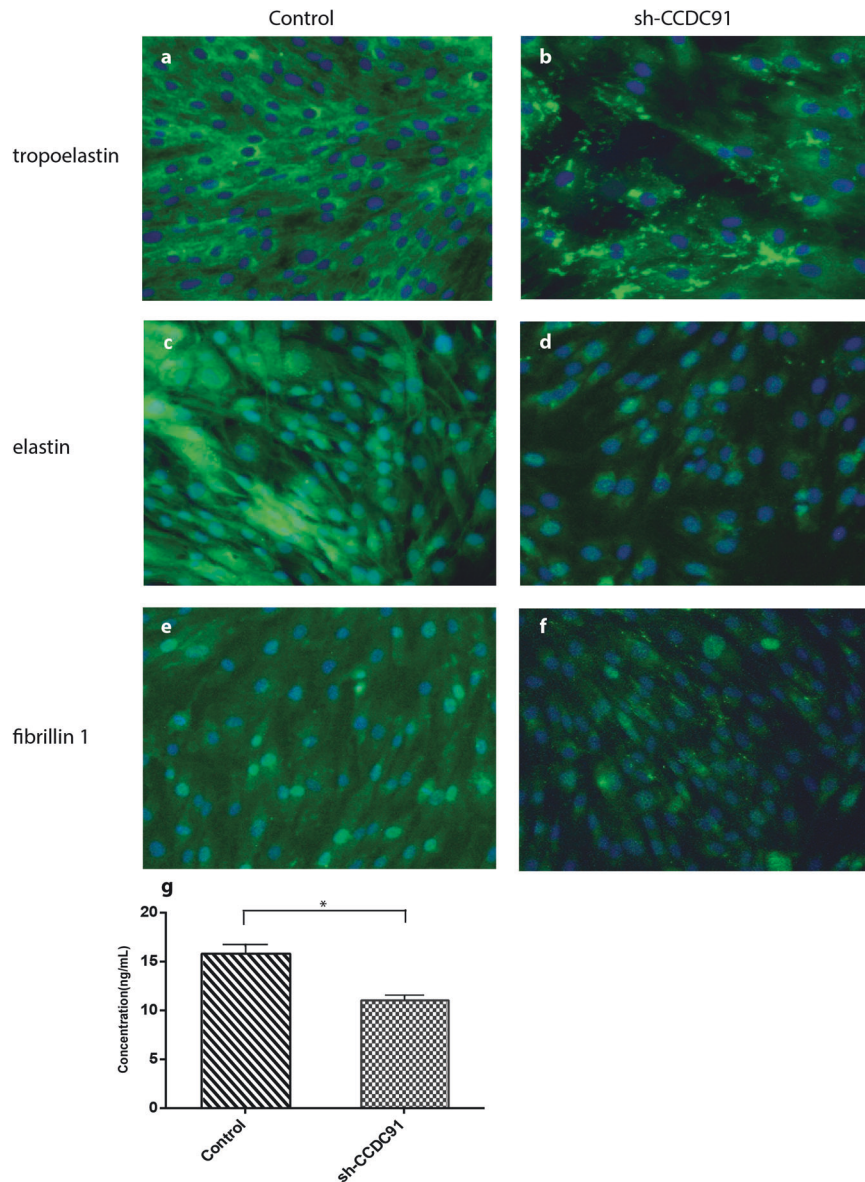 Control sh-CCDC91
a b
tropoelastin
c d
elastin
e f
fibrillin 1
g
*
20
15
10
5
0
Concentration(ng/mL)
Control sh-CCDC91